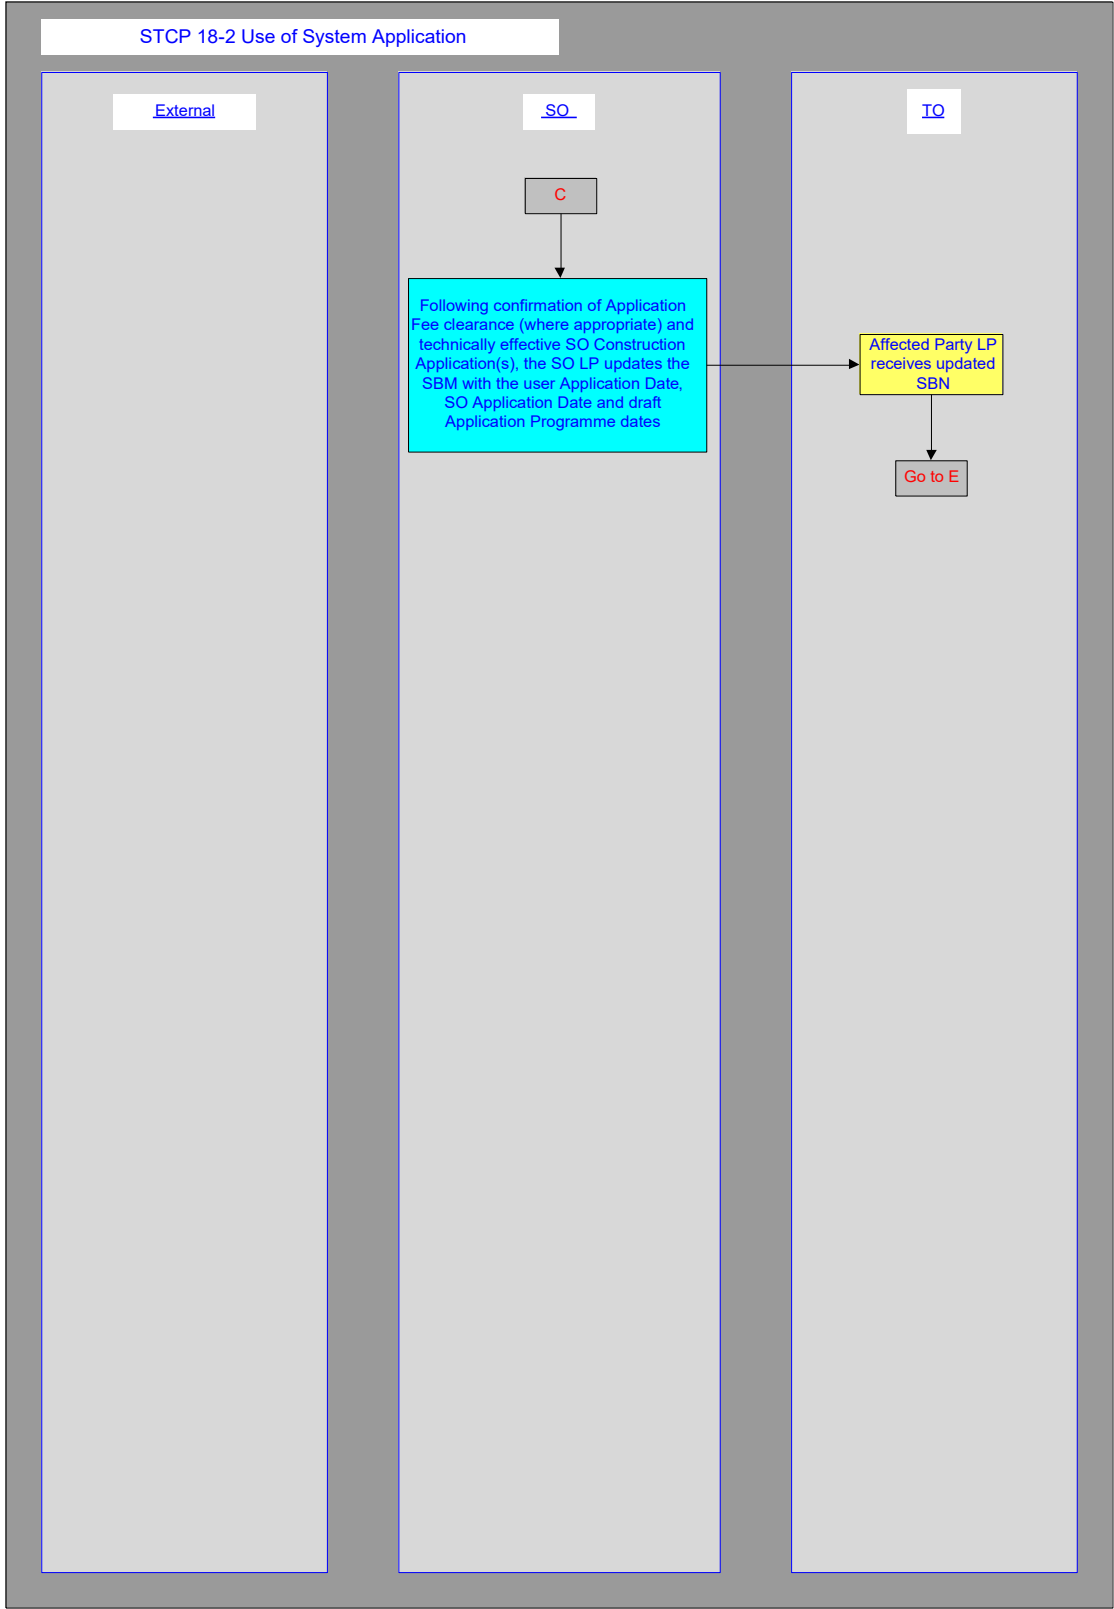 STCP 18-2 Use of System Application
External
SO
TO
C
Following confirmation of Application
Fee clearance (where appropriate) and
technically effective SO Construction
Application(s), the SO LP updates the
SBM with the user Application Date,
SO Application Date and draft
Application Programme dates
Affected Party LP
receives updated
SBN
Go to E